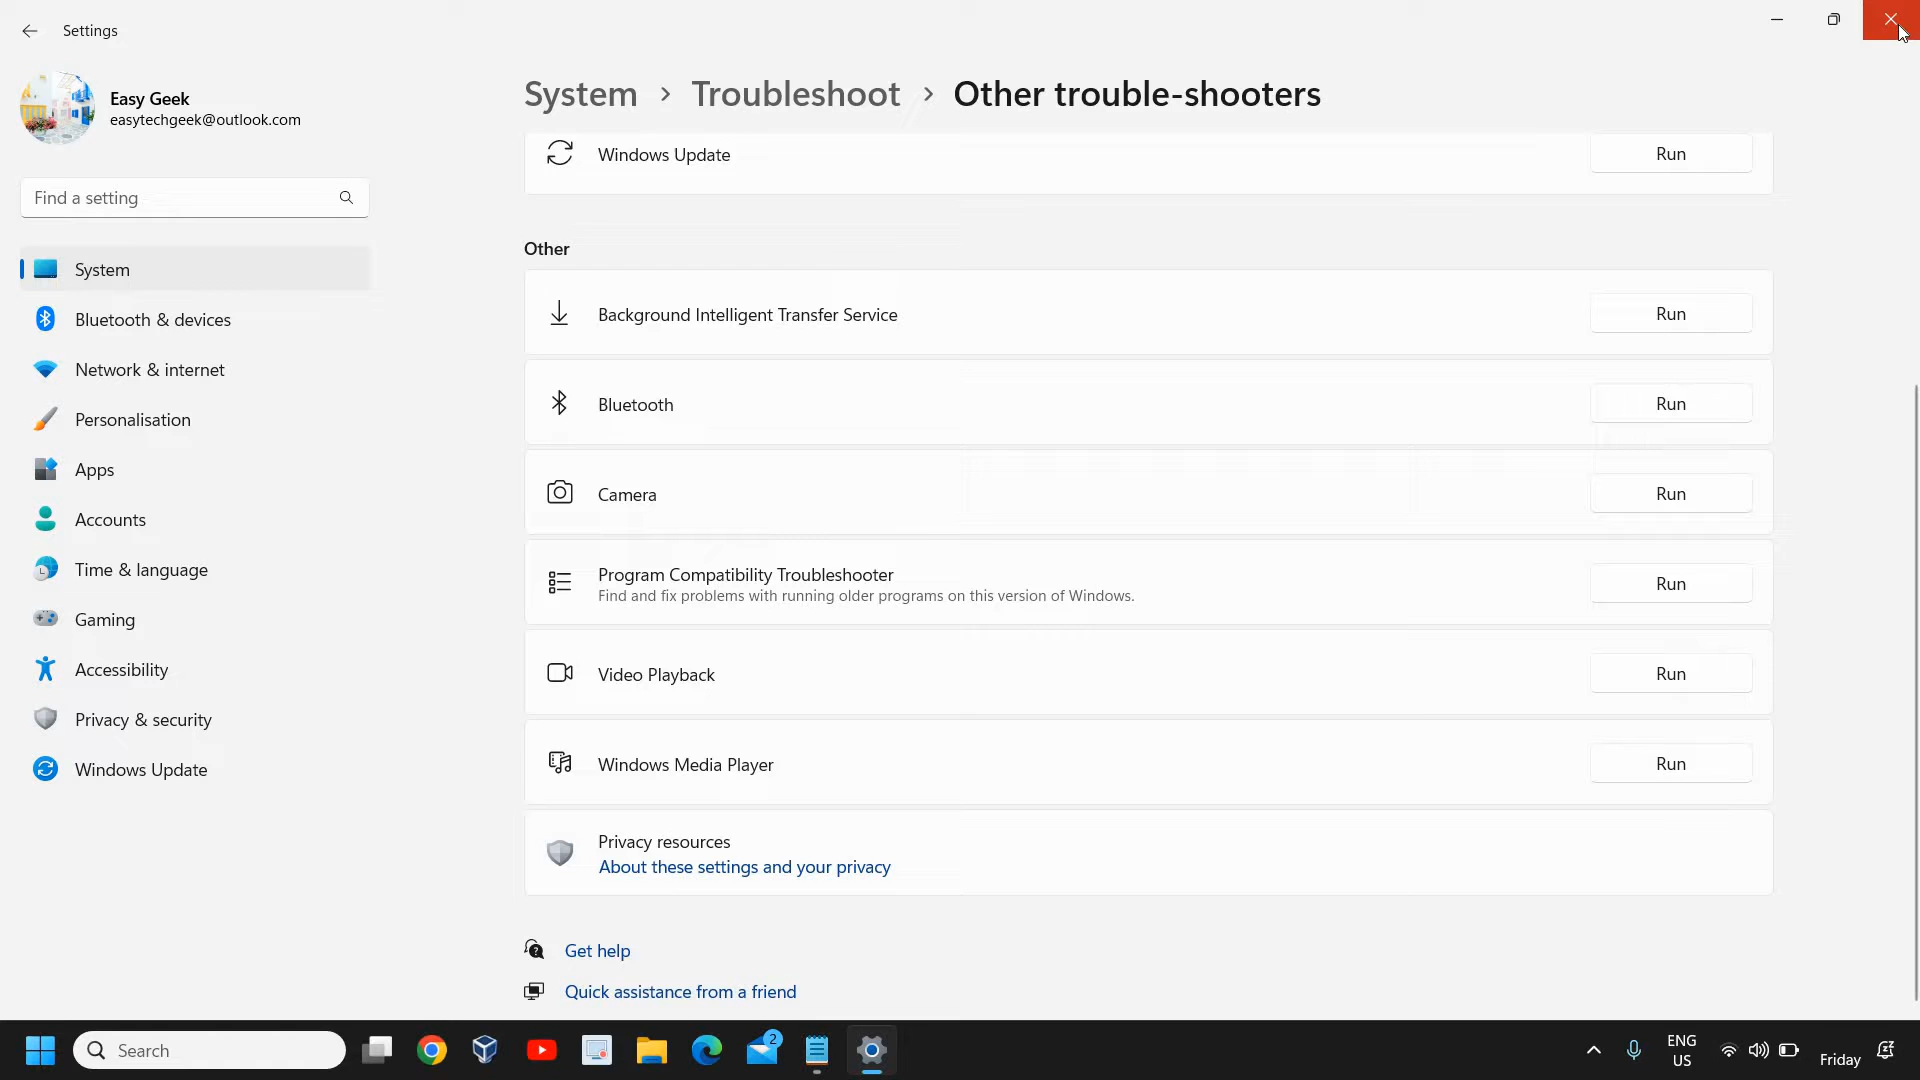 Settings
Easy Geek
easytechgeek@outlook.com
Find a setting
System
Bluetooth & devices
Network & internet
Personalisation
Apps
Accounts
Time & language
Gaming
Accessibility
Privacy & security
Windows Update
System > Troubleshoot > Other trouble-shooters
Windows Update Run
Other
Background Intelligent Transfer Service Run
Bluetooth Run
Camera Run
Program Compatibility Troubleshooter
Find and fix problems with running older programs on this version of Windows.
Run
Video Playback Run
Windows Media Player Run
Privacy resources
About these settings and your privacy
Get help
Quick assistance from a friend
Search
2
ENG
US
Friday